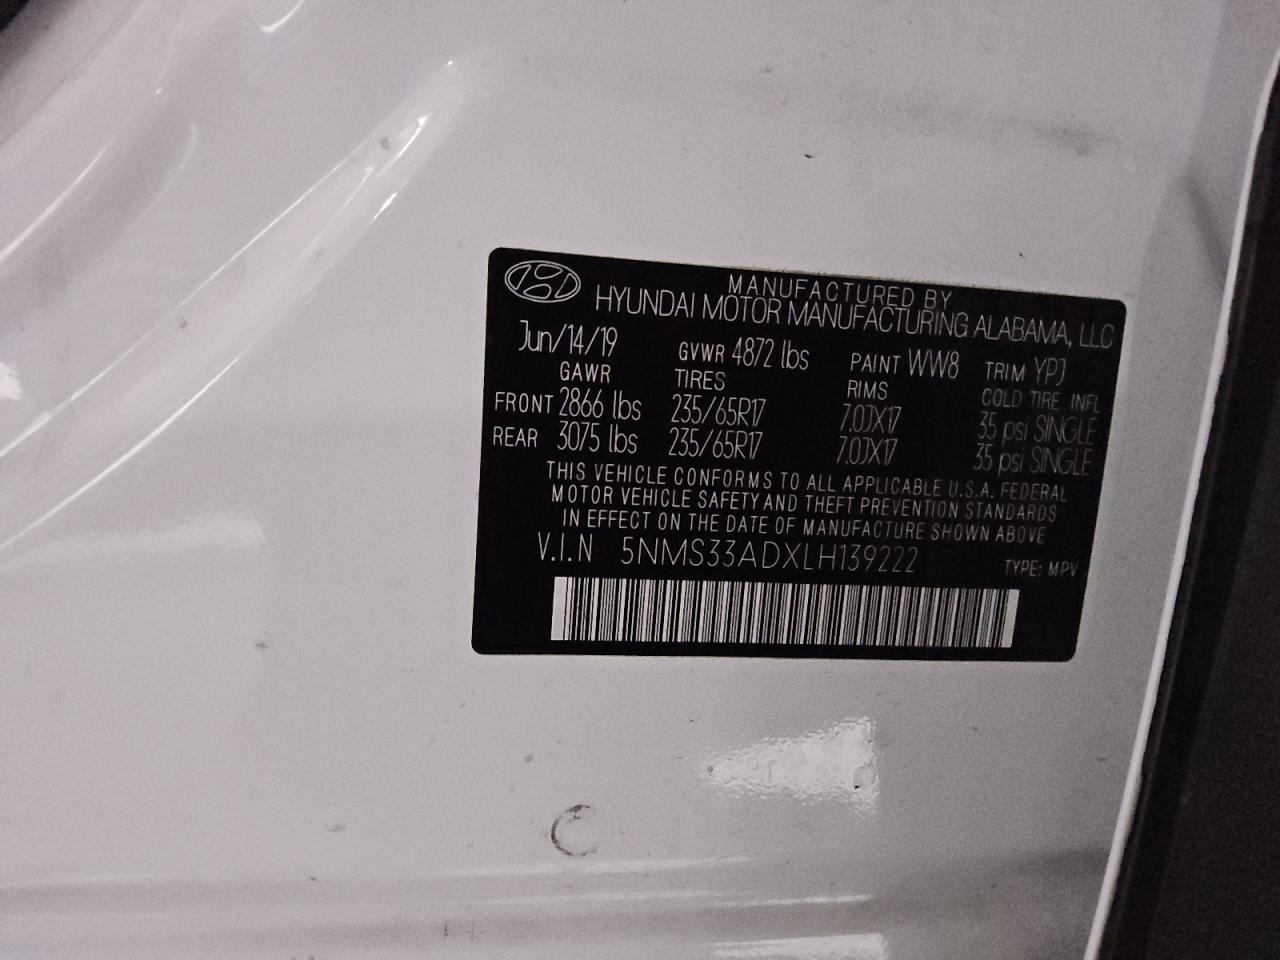 MANUFACTURED BY
HYUNDAI MOTOR MANUFACTURING ALABAMA, LLC
Jun/14/19 GVWR 4872 lbs PAINT WW8 TRIM YPJ
GAWR TIRES RIMS COLD TIRE INFL
FRONT 2866 lbs 235/65R17 7.0JX17 35 psi SINGLE
REAR 3075 lbs 235/65R17 7.0JX17 35 psi SINGLE
THIS VEHICLE CONFORMS TO ALL APPLICABLE U.S.A. FEDERAL
MOTOR VEHICLE SAFETY AND THEFT PREVENTION STANDARDS
IN EFFECT ON THE DATE OF MANUFACTURE SHOWN ABOVE
V.I.N 5NMS33ADXLH139222 TYPE: MPV